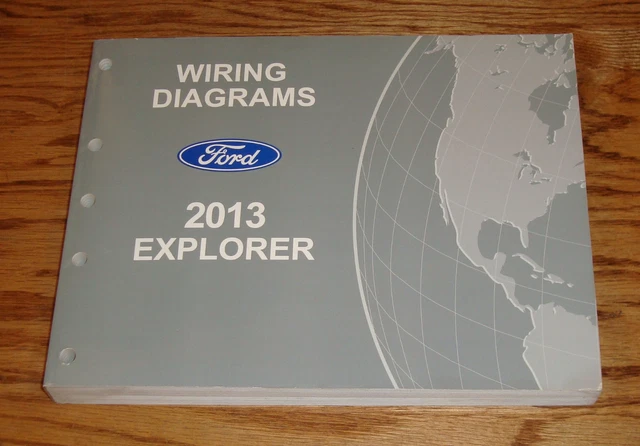 WIRING
DIAGRAMS
Ford
2013
EXPLORER